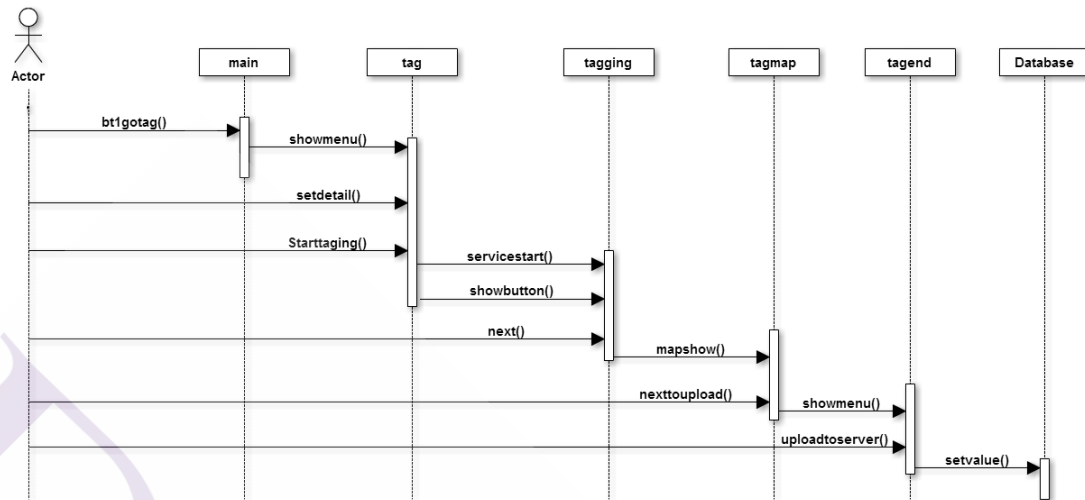 Actor
main
tag
tagging
tagmap
tagend
Database
bt1gotag()
showmenu()
setdetail()
Starttaging()
servicestart()
showbutton()
next()
mapshow()
nexttoupload()
showmenu()
uploadtoserver()
setvalue()